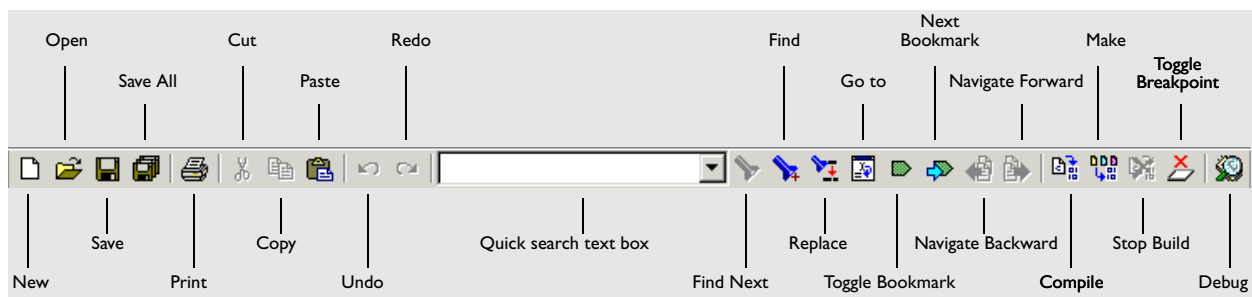 Next
Open Cut Redo Find Bookmark Make
Toggle
Save All Paste Go to Navigate Forward Breakpoint
Save Copy Quick search text box Replace Navigate Backward Stop Build
New Print Undo Find Next Toggle Bookmark Compile Debug